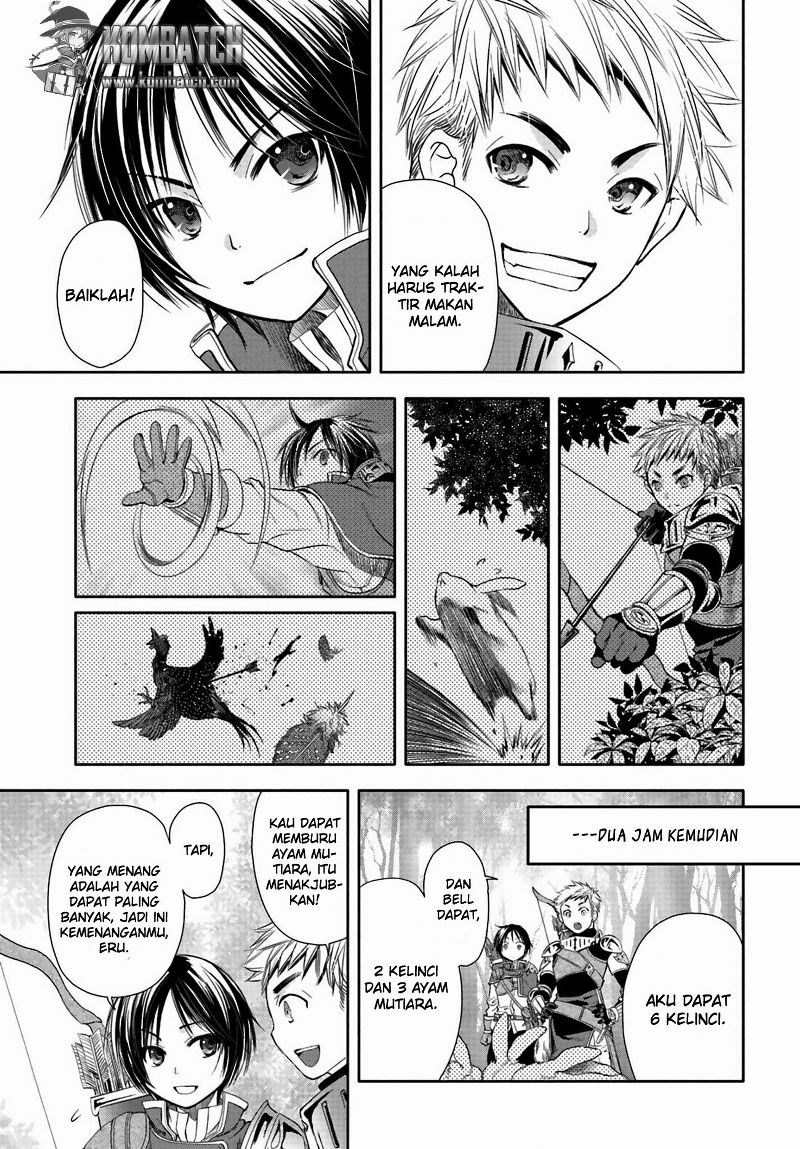 KOMBATCH
www.kombatch.com
YANG KALAH
HARUS TRAK-
TIR MAKAN
MALAM.
BAIKLAH!
---DUA JAM KEMUDIAN
AKU DAPAT
6 KELINCI.
DAN
BELL
DAPAT,
2 KELINCI
DAN 3 AYAM
MUTIARA.
KAU DAPAT
MEMBURU
AYAM MU-
TIARA, ITU
MENAKJUB-
KAN!
TAPI,
YANG MENANG
ADALAH YANG
DAPAT PALING
BANYAK, JADI INI
KEMENANGANMU,
ERU.